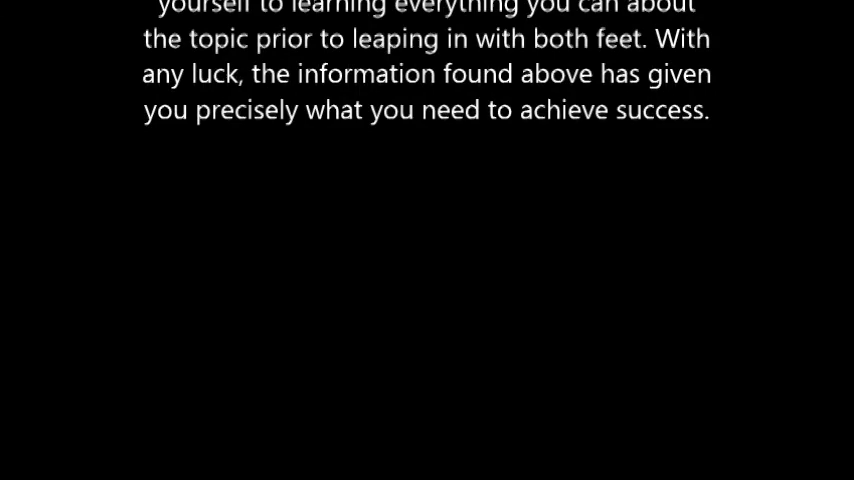 yourself to learning everything you can about
the topic prior to leaping in with both feet. With
any luck, the information found above has given
you precisely what you need to achieve success.